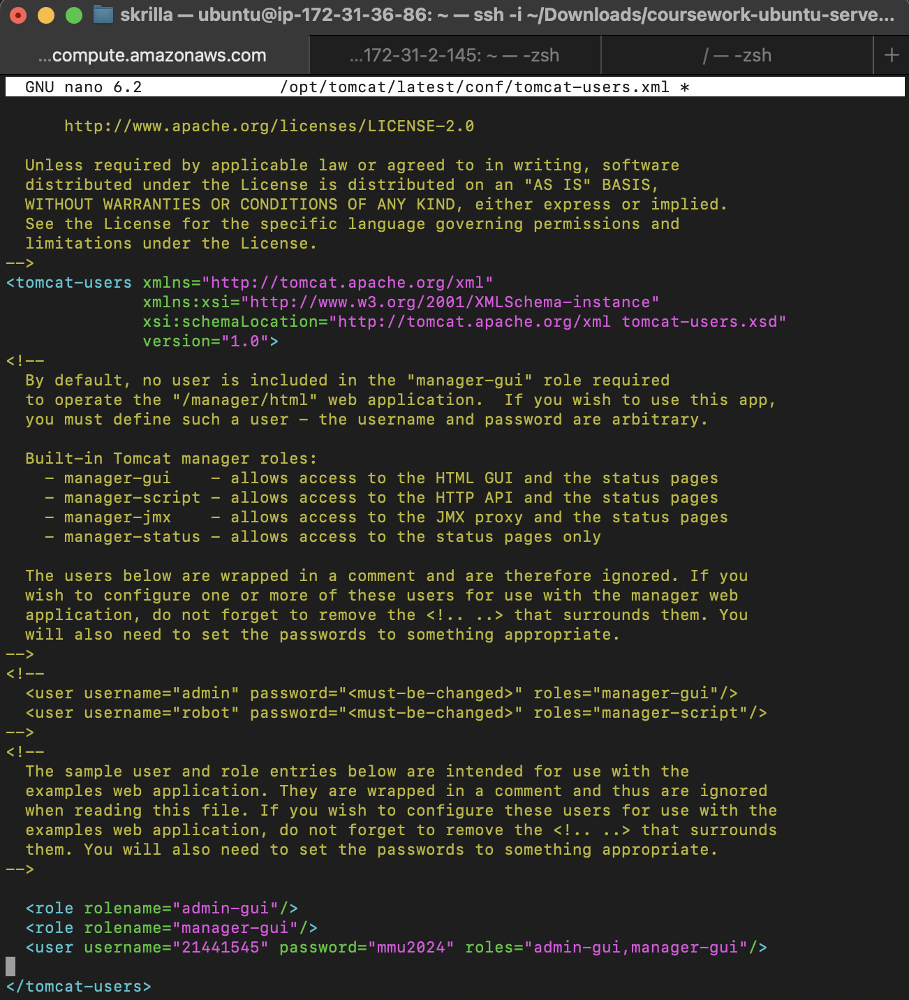 skrilla — ubuntu@ip-172-31-36-86: ~ — ssh -i ~/Downloads/coursework-ubuntu-serve...
...compute.amazonaws.com ...172-31-2-145: ~ — -zsh / — -zsh +
GNU nano 6.2 /opt/tomcat/latest/conf/tomcat-users.xml *
http://www.apache.org/licenses/LICENSE-2.0
Unless required by applicable law or agreed to in writing, software
distributed under the License is distributed on an "AS IS" BASIS,
WITHOUT WARRANTIES OR CONDITIONS OF ANY KIND, either express or implied.
See the License for the specific language governing permissions and
limitations under the License.
-->
<tomcat-users xmlns="http://tomcat.apache.org/xml"
xmlns:xsi="http://www.w3.org/2001/XMLSchema-instance"
xsi:schemaLocation="http://tomcat.apache.org/xml tomcat-users.xsd"
version="1.0">
<!--
By default, no user is included in the "manager-gui" role required
to operate the "/manager/html" web application.  If you wish to use this app,
you must define such a user - the username and password are arbitrary.
Built-in Tomcat manager roles:
- manager-gui    - allows access to the HTML GUI and the status pages
- manager-script - allows access to the HTTP API and the status pages
- manager-jmx    - allows access to the JMX proxy and the status pages
- manager-status - allows access to the status pages only
The users below are wrapped in a comment and are therefore ignored. If you
wish to configure one or more of these users for use with the manager web
application, do not forget to remove the <!.. ..> that surrounds them. You
will also need to set the passwords to something appropriate.
-->
<!--
<user username="admin" password="<must-be-changed>" roles="manager-gui"/>
<user username="robot" password="<must-be-changed>" roles="manager-script"/>
-->
<!--
The sample user and role entries below are intended for use with the
examples web application. They are wrapped in a comment and thus are ignored
when reading this file. If you wish to configure these users for use with the
examples web application, do not forget to remove the <!.. ..> that surrounds
them. You will also need to set the passwords to something appropriate.
-->
<role rolename="admin-gui"/>
<role rolename="manager-gui"/>
<user username="21441545" password="mmu2024" roles="admin-gui,manager-gui"/>
</tomcat-users>